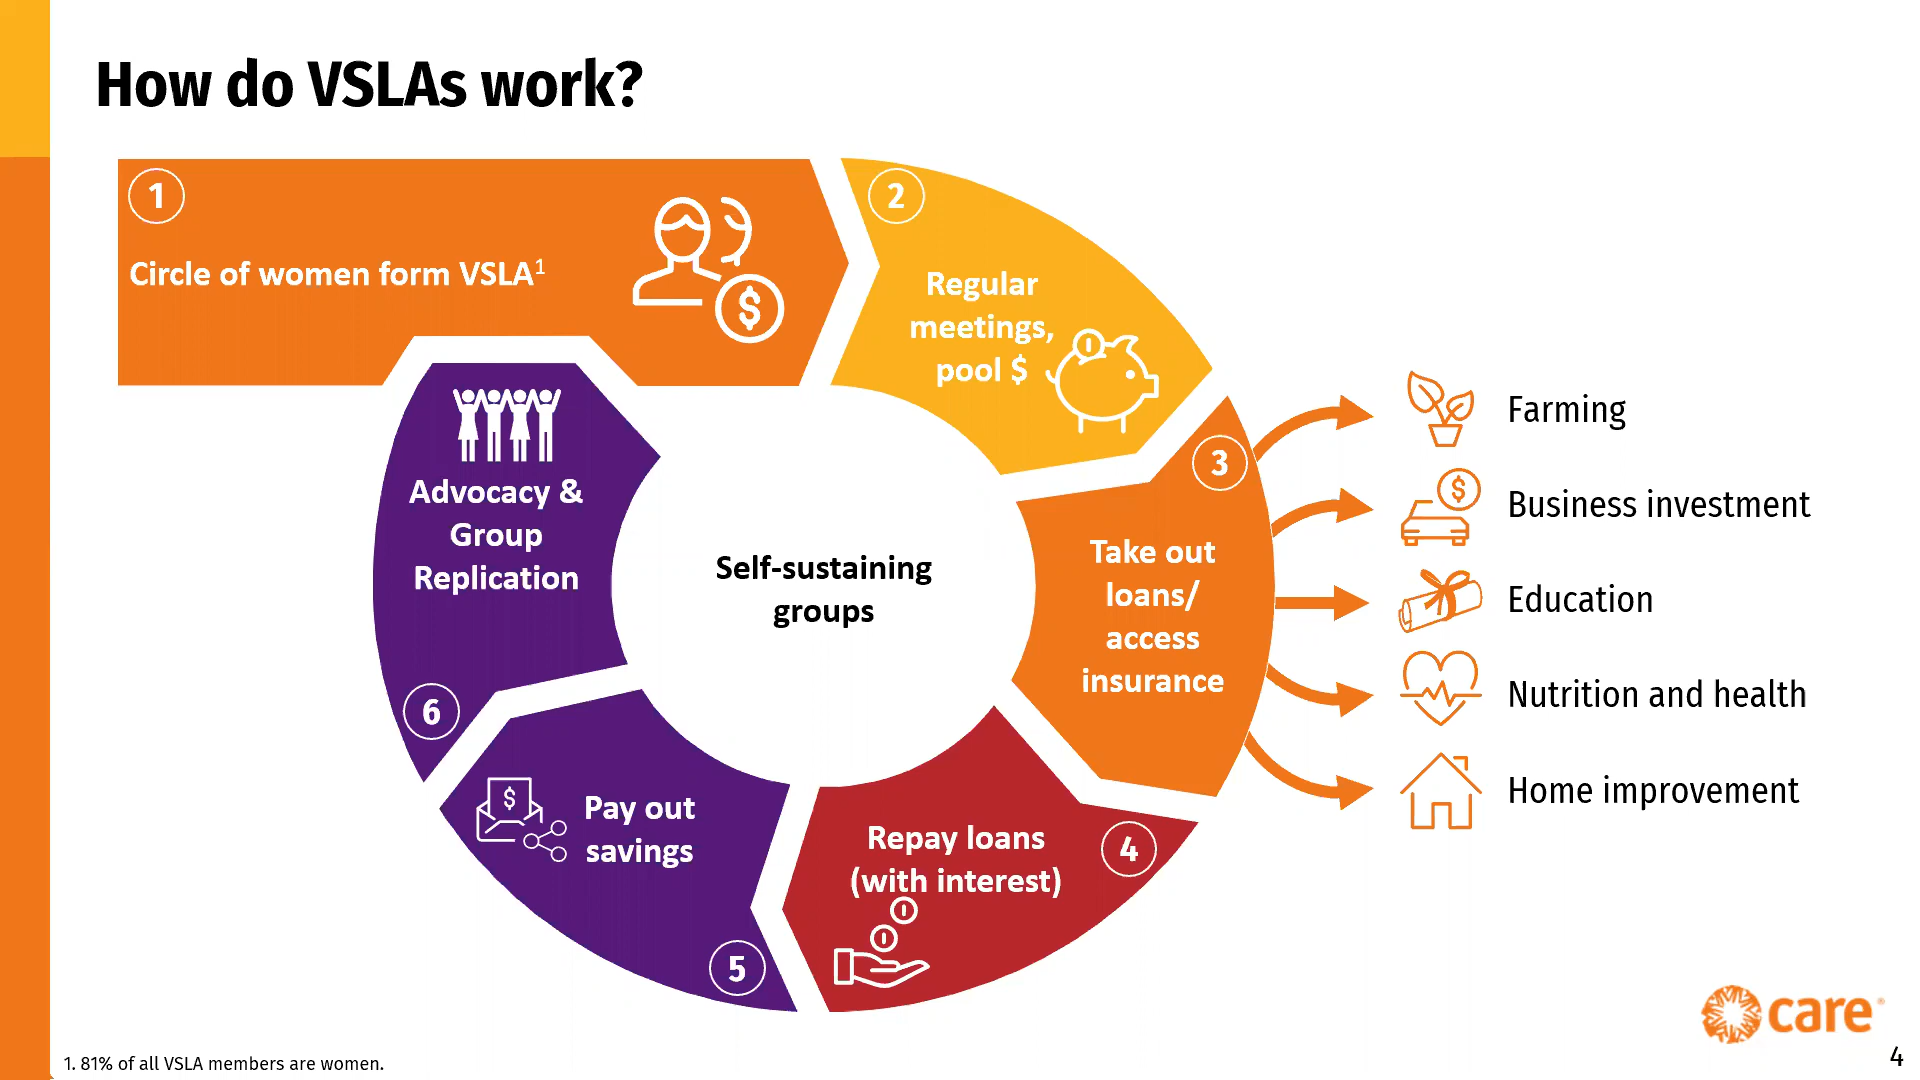 How do VSLAs work?
1
Circle of women form VSLA¹
$
2
Regular
meetings,
pool $
3
Take out
loans/
access
insurance
Farming
$
Business investment
Education
Nutrition and health
Home improvement
4
Repay loans
(with interest)
5
$
Pay out
savings
6
Advocacy &
Group
Replication
Self-sustaining
groups
care®
1. 81% of all VSLA members are women.
4